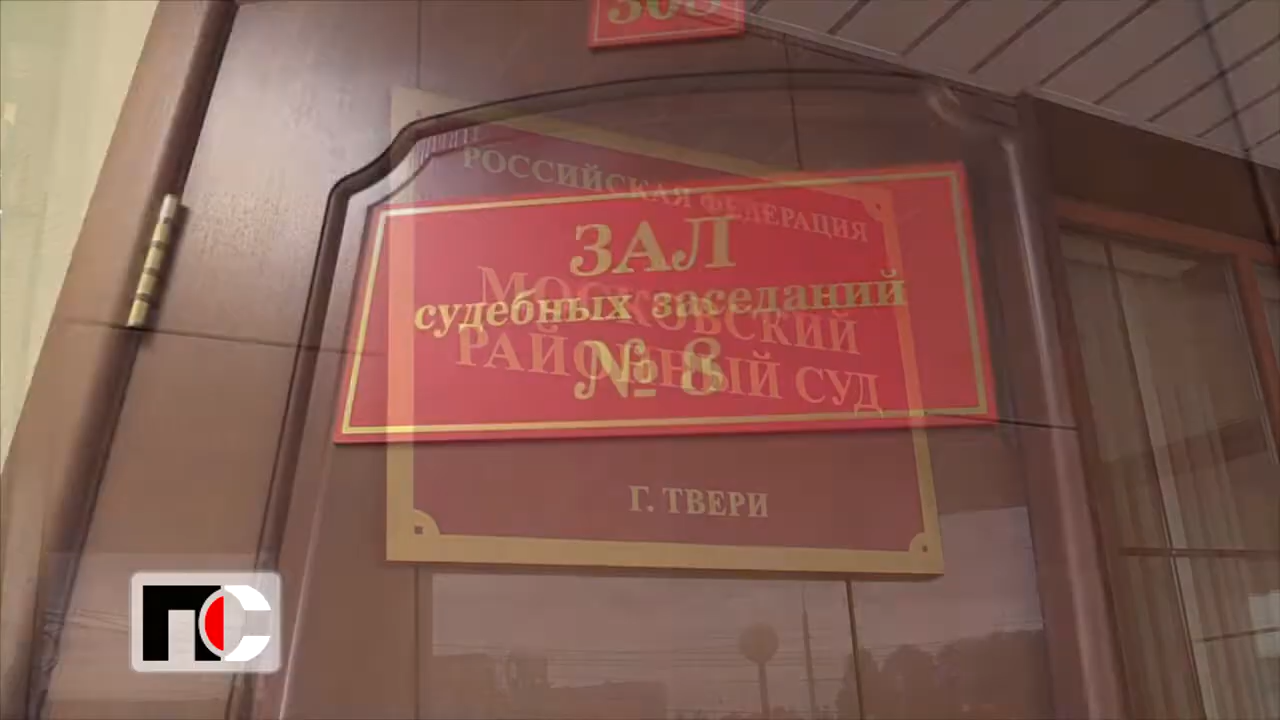 РОССИЙСКАЯ ФЕДЕРАЦИЯ
МОСКОВСКИЙ
РАЙОННЫЙ СУД
Г. ТВЕРИ
ЗАЛ
судебных заседаний
№ 8
ПС